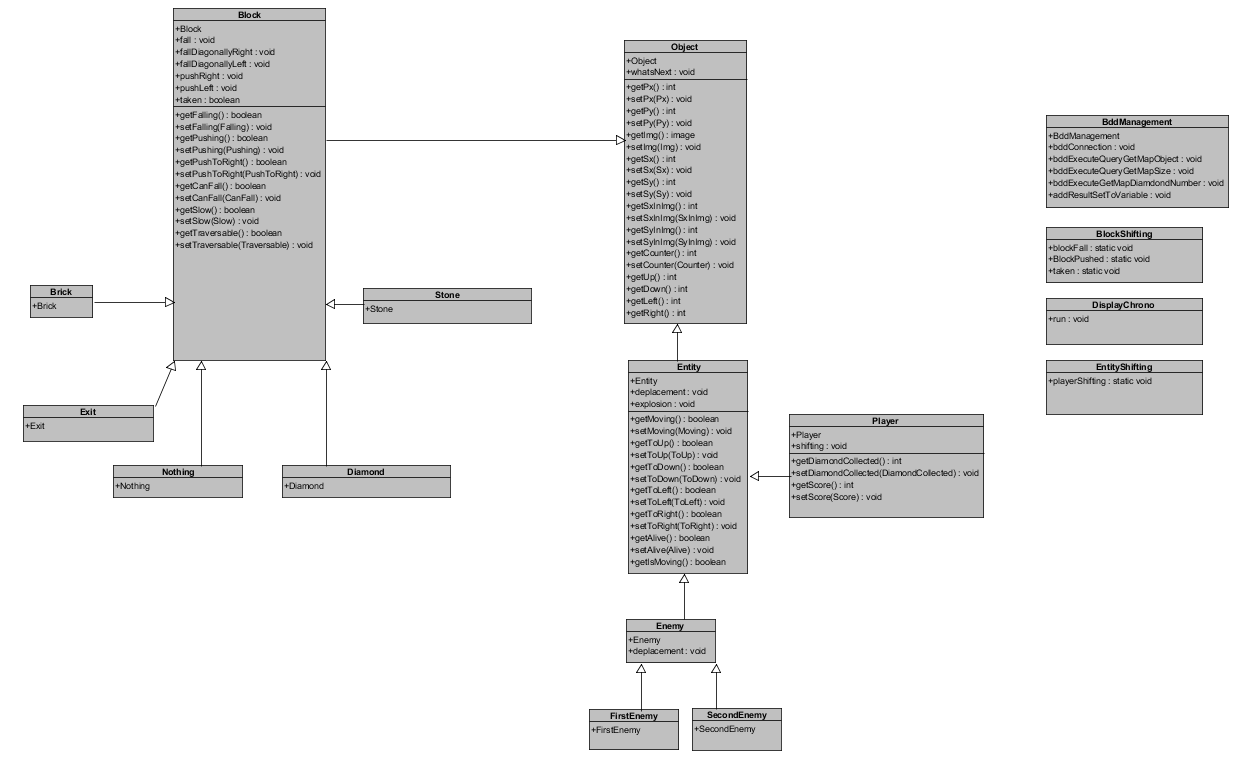 Block
+Block
+fall : void
+fallDiagonallyRight : void
+fallDiagonallyLeft : void
+pushRight : void
+pushLeft : void
+taken : boolean
+getFalling() : boolean
+setFalling(Falling) : void
+getPushing() : boolean
+setPushing(Pushing) : void
+getPushToRight() : boolean
+setPushToRight(PushToRight) : void
+getCanFall() : boolean
+setCanFall(CanFall) : void
+getSlow() : boolean
+setSlow(Slow) : void
+getTraversable() : boolean
+setTraversable(Traversable) : void
Brick
+Brick
Stone
+Stone
Exit
+Exit
Nothing
+Nothing
Diamond
+Diamond
Object
+Object
+whatsNext : void
+getPx() : int
+setPx(Px) : void
+getPy() : int
+setPy(Py) : void
+getImg() : image
+setImg(Img) : void
+getSx() : int
+setSx(Sx) : void
+getSy() : int
+setSy(Sy) : void
+getSxInImg() : int
+setSxInImg(SxInImg) : void
+getSyInImg() : int
+setSyInImg(SyInImg) : void
+getCounter() : int
+setCounter(Counter) : void
+getUp() : int
+getDown() : int
+getLeft() : int
+getRight() : int
Entity
+Entity
+deplacement : void
+explosion : void
+getMoving() : boolean
+setMoving(Moving) : void
+getToUp() : boolean
+setToUp(ToUp) : void
+getToDown() : boolean
+setToDown(ToDown) : void
+getToLeft() : boolean
+setToLeft(ToLeft) : void
+getToRight() : boolean
+setToRight(ToRight) : void
+getAlive() : boolean
+setAlive(Alive) : void
+getIsMoving() : boolean
Player
+Player
+shifting : void
+getDiamondCollected() : int
+setDiamondCollected(DiamondCollected) : void
+getScore() : int
+setScore(Score) : void
Enemy
+Enemy
+deplacement : void
FirstEnemy
+FirstEnemy
SecondEnemy
+SecondEnemy
BddManagement
+BddManagement
+bddConnection : void
+bddExecuteQueryGetMapObject : void
+bddExecuteQueryGetMapSize : void
+bddExecuteGetMapDiamdondNumber : void
+addResultSetToVariable : void
BlockShifting
+blockFall : static void
+BlockPushed : static void
+taken : static void
DisplayChrono
+run : void
EntityShifting
+playerShifting : static void